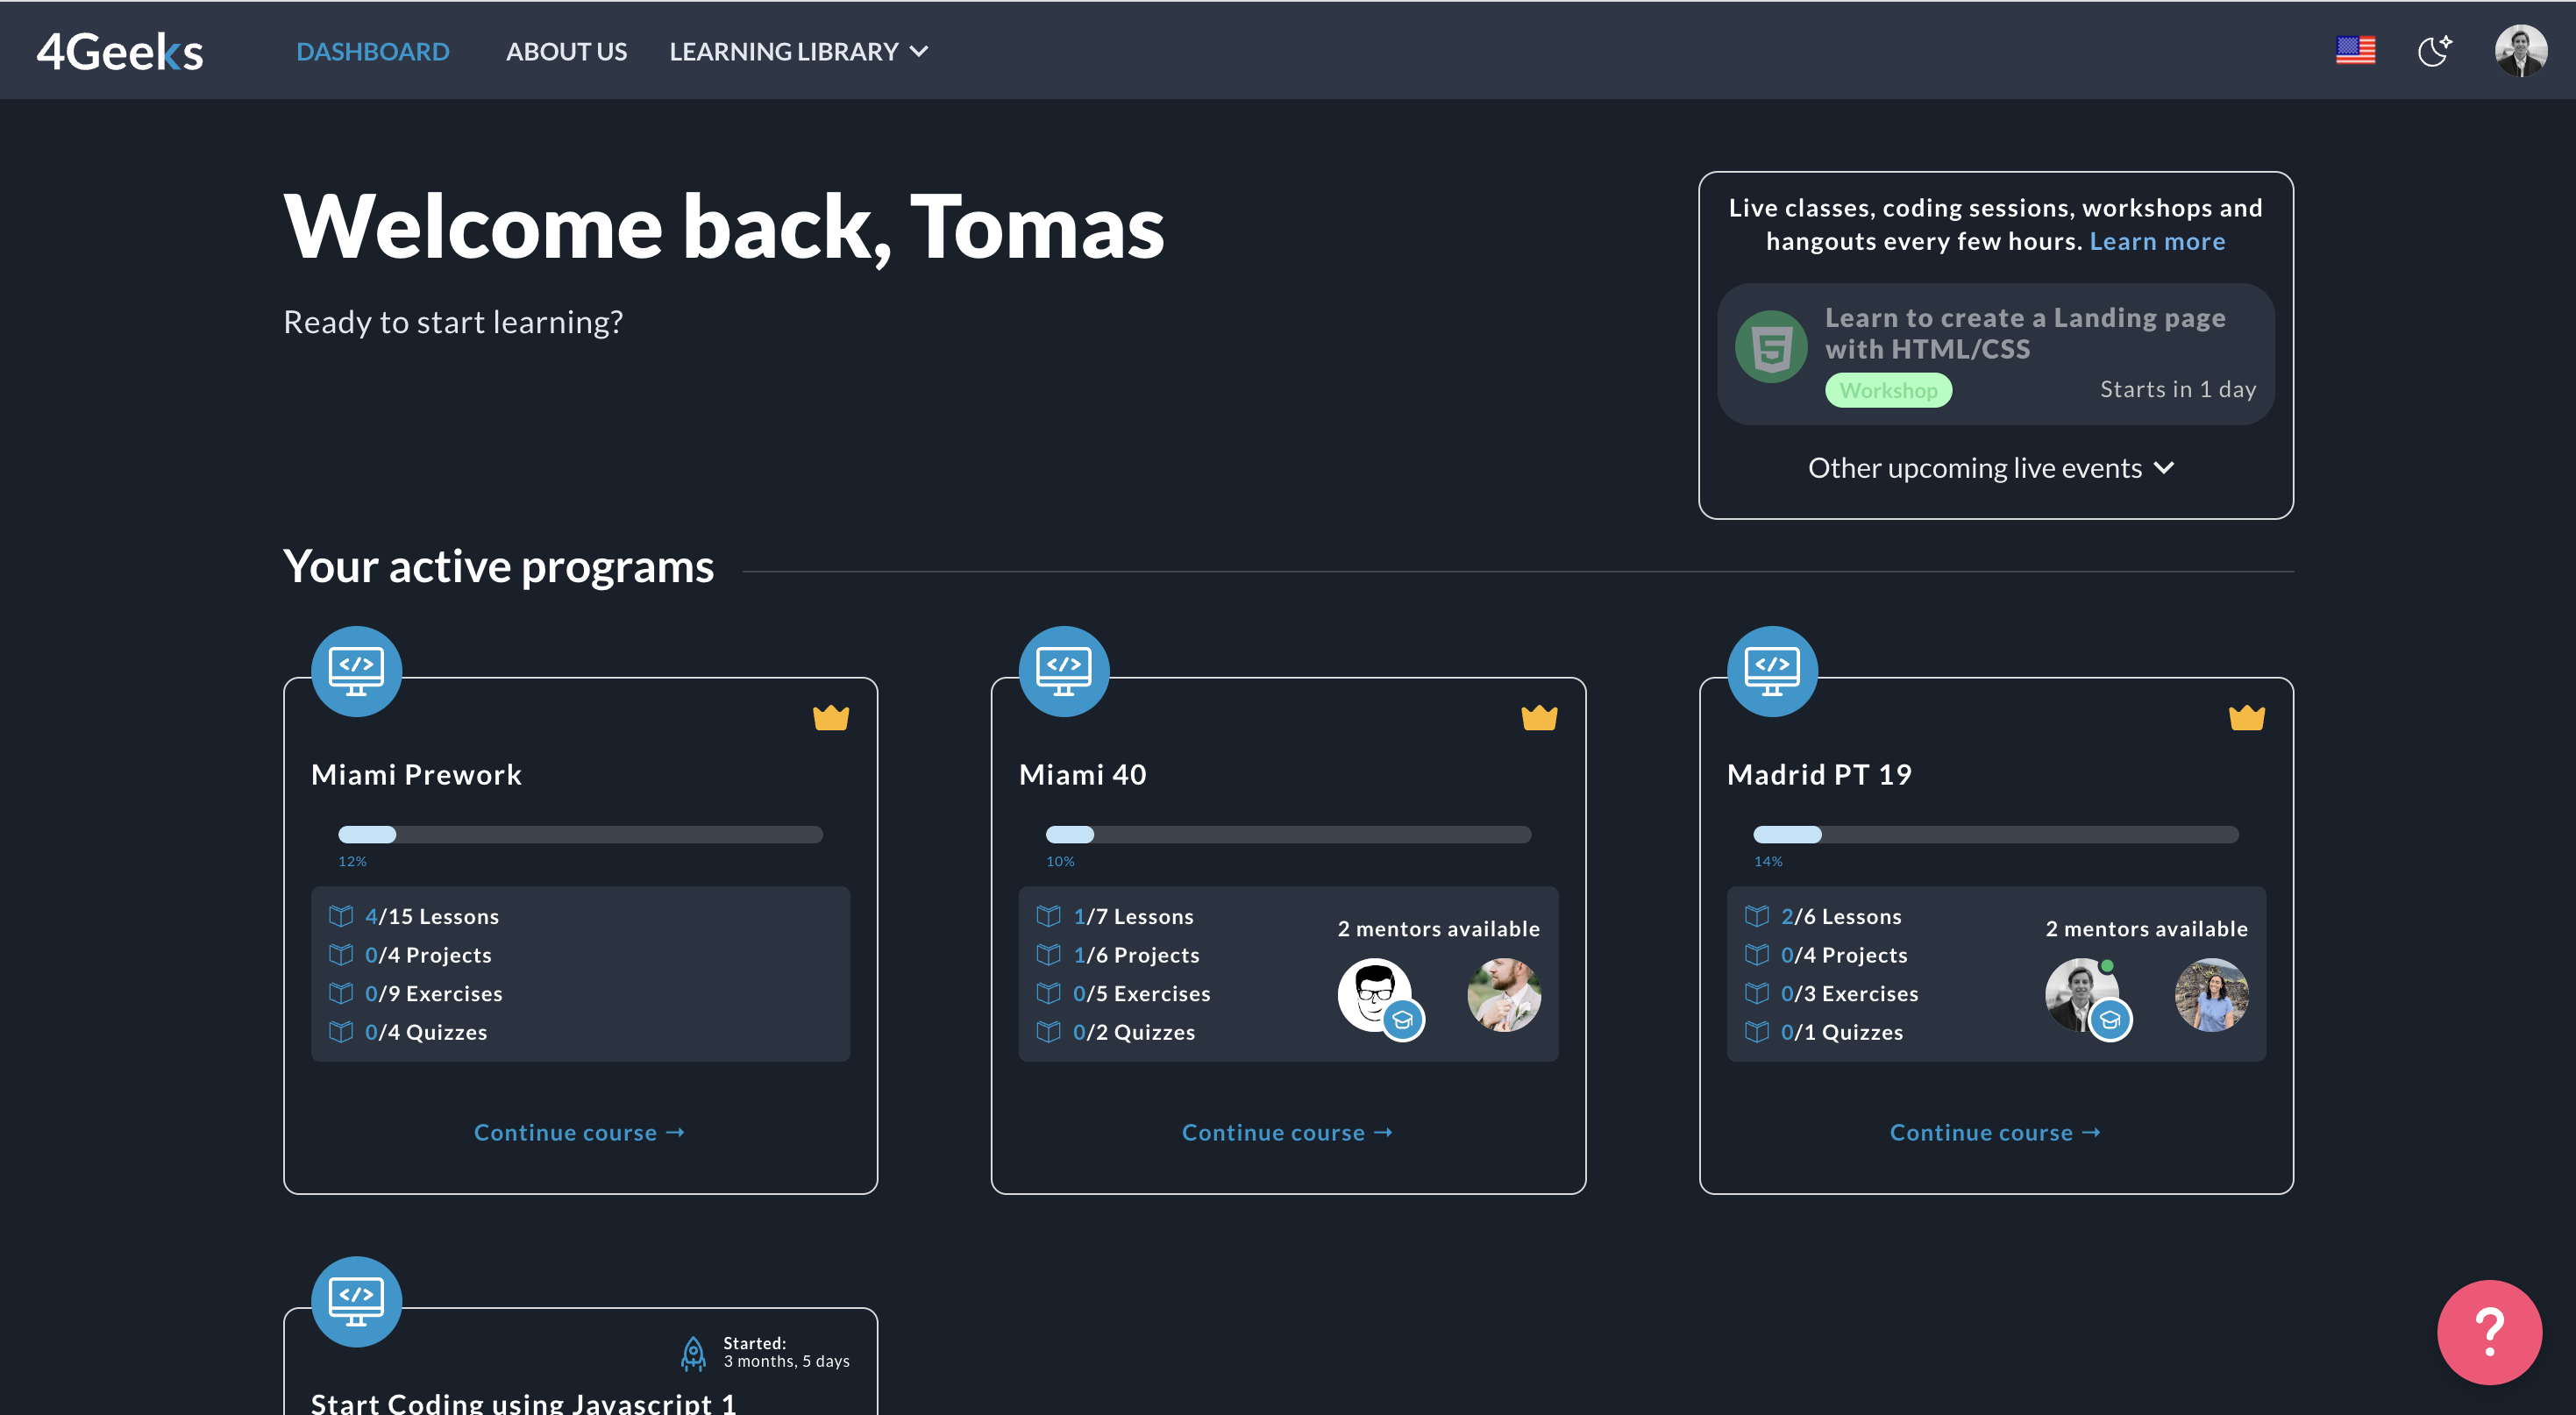 4Geeks
DASHBOARD
ABOUT US
LEARNING LIBRARY
Welcome back, Tomas
Ready to start learning?
Live classes, coding sessions, workshops and
hangouts every few hours. Learn more
Learn to create a Landing page
with HTML/CSS
Workshop
Starts in 1 day
Other upcoming live events
Your active programs
</>
Miami Prework
12%
4/15 Lessons
0/4 Projects
0/9 Exercises
0/4 Quizzes
Continue course →
</>
Miami 40
10%
1/7 Lessons
1/6 Projects
0/5 Exercises
0/2 Quizzes
2 mentors available
Continue course →
</>
Madrid PT 19
14%
2/6 Lessons
0/4 Projects
0/3 Exercises
0/1 Quizzes
2 mentors available
Continue course →
</>
Started:
3 months, 5 days
Start Coding using Javascript 1
?